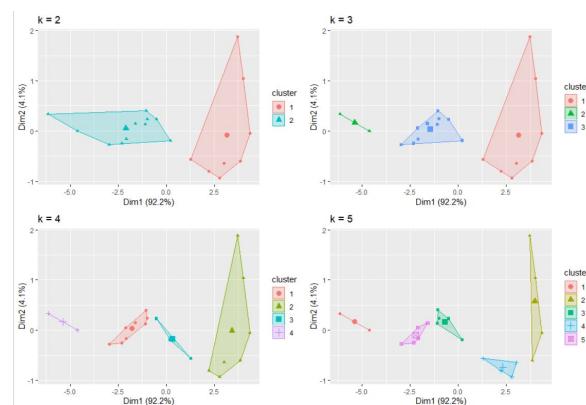 k = 2
2
1
0
-1
Dim2 (4.1%)
-5.0
-2.5
0.0
2.5
Dim1 (92.2%)
cluster
1
2
k = 3
2
1
0
-1
Dim2 (4.1%)
-5.0
-2.5
0.0
2.5
Dim1 (92.2%)
cluster
1
2
3
k = 4
2
1
0
-1
Dim2 (4.1%)
-5.0
-2.5
0.0
2.5
Dim1 (92.2%)
cluster
1
2
3
4
k = 5
2
1
0
-1
Dim2 (4.1%)
-5.0
-2.5
0.0
2.5
Dim1 (92.2%)
cluster
1
2
3
4
5